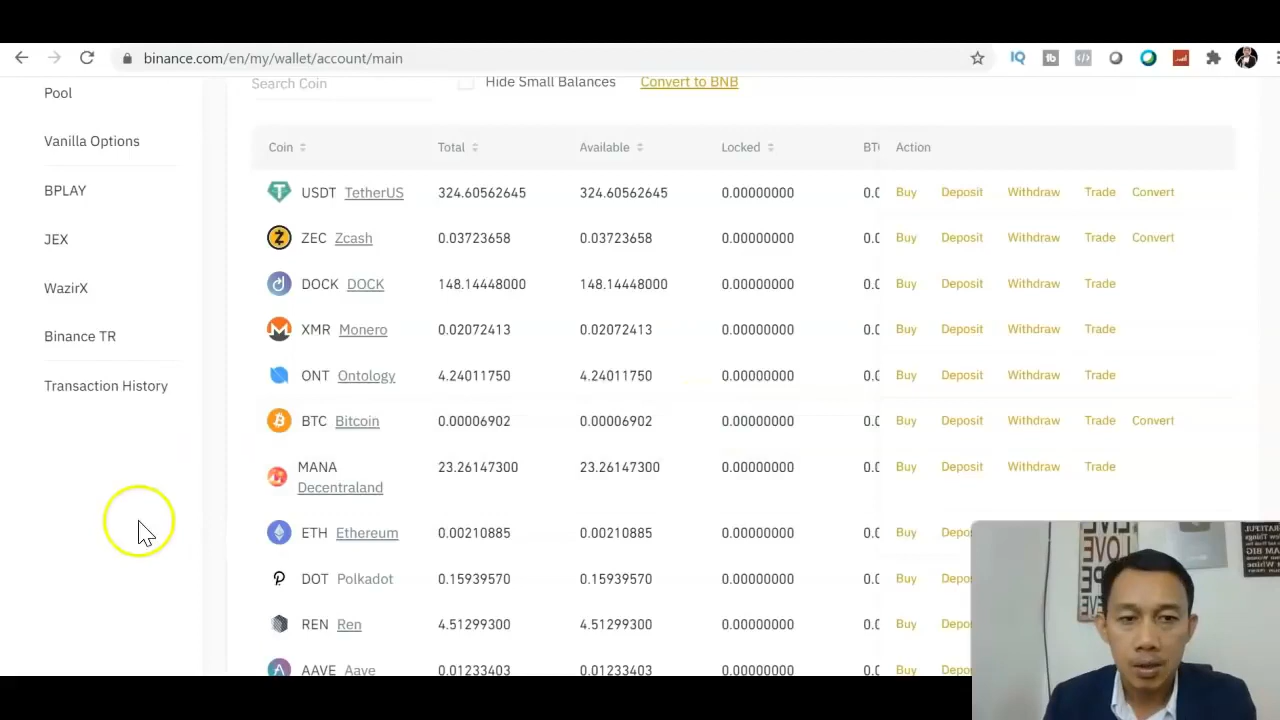 binance.com/en/my/wallet/account/main
Pool
Vanilla Options
BPLAY
JEX
WazirX
Binance TR
Transaction History
Search Coin Hide Small Balances Convert to BNB
Coin Total Available Locked Action
USDT TetherUS 324.60562645 324.60562645 0.00000000 Buy Deposit Withdraw Trade Convert
ZEC Zcash 0.03723658 0.03723658 0.00000000 Buy Deposit Withdraw Trade Convert
DOCK DOCK 148.14448000 148.14448000 0.00000000 Buy Deposit Withdraw Trade
XMR Monero 0.02072413 0.02072413 0.00000000 Buy Deposit Withdraw Trade
ONT Ontology 4.24011750 4.24011750 0.00000000 Buy Deposit Withdraw Trade
BTC Bitcoin 0.00006902 0.00006902 0.00000000 Buy Deposit Withdraw Trade Convert
MANA 23.26147300 23.26147300 0.00000000 Buy Deposit Withdraw Trade
Decentraland
ETH Ethereum 0.00210885 0.00210885 0.00000000 Buy
DOT Polkadot 0.15939570 0.15939570 0.00000000 Buy
REN Ren 4.51299300 4.51299300 0.00000000 Buy
AAVE Aave 0.01233403 0.01233403 0.00000000 Buy